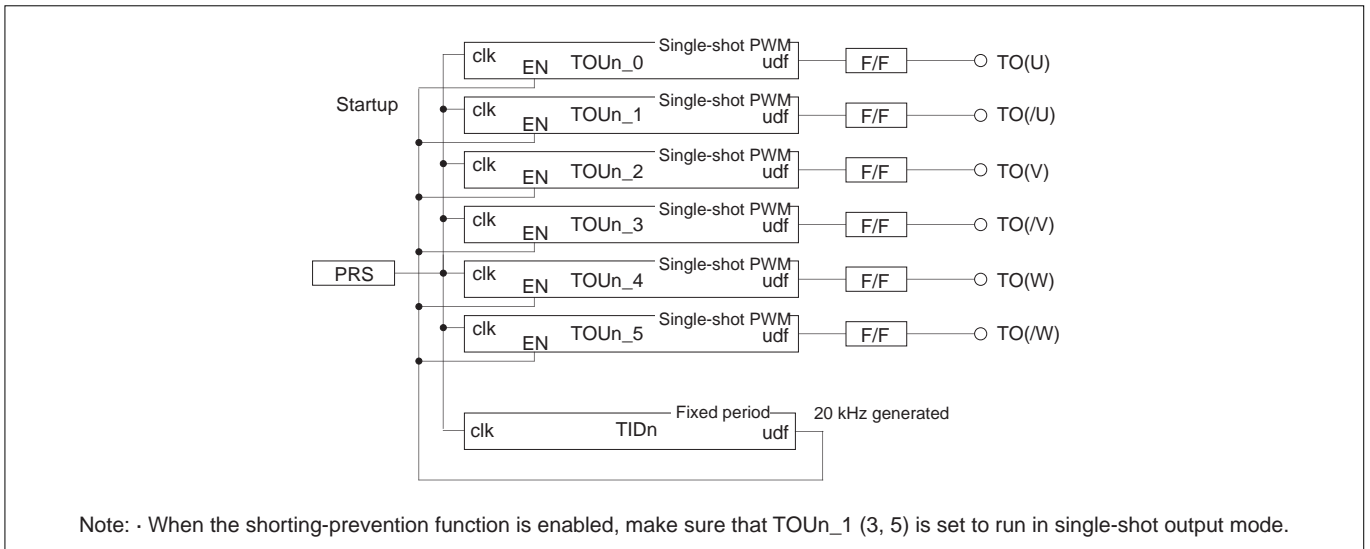 Single-shot PWM
clk EN TOUn_0 udf F/F TO(U)
Startup
Single-shot PWM
clk EN TOUn_1 udf F/F TO(/U)
Single-shot PWM
clk EN TOUn_2 udf F/F TO(V)
Single-shot PWM
clk EN TOUn_3 udf F/F TO(/V)
Single-shot PWM
PRS clk EN TOUn_4 udf F/F TO(W)
Single-shot PWM
clk EN TOUn_5 udf F/F TO(/W)
Fixed period 20 kHz generated
clk TIDn udf
Note: · When the shorting-prevention function is enabled, make sure that TOUn_1 (3, 5) is set to run in single-shot output mode.